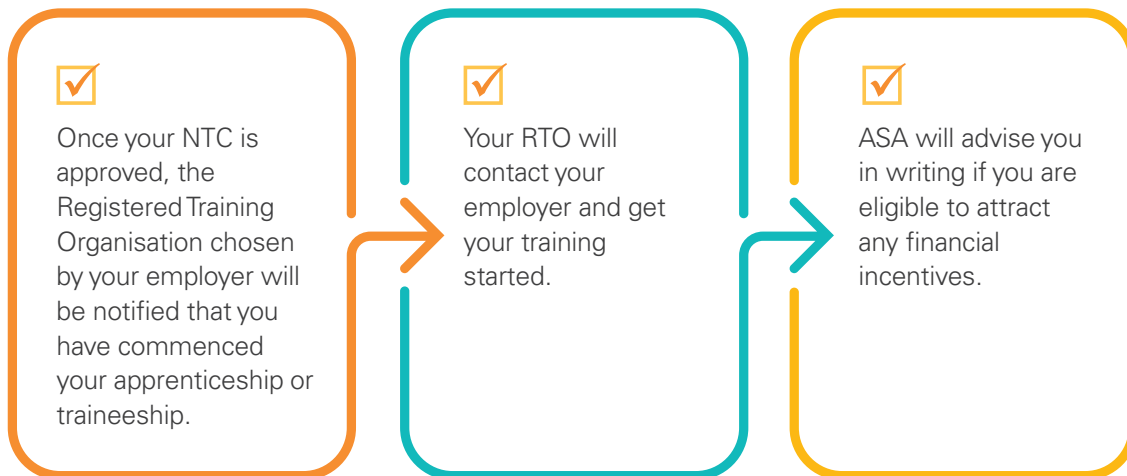 Once your NTC is
approved, the
Registered Training
Organisation chosen
by your employer will
be notified that you
have commenced
your apprenticeship or
traineeship.
Your RTO will
contact your
employer and get
your training
started.
ASA will advise you
in writing if you are
eligible to attract
any financial
incentives.